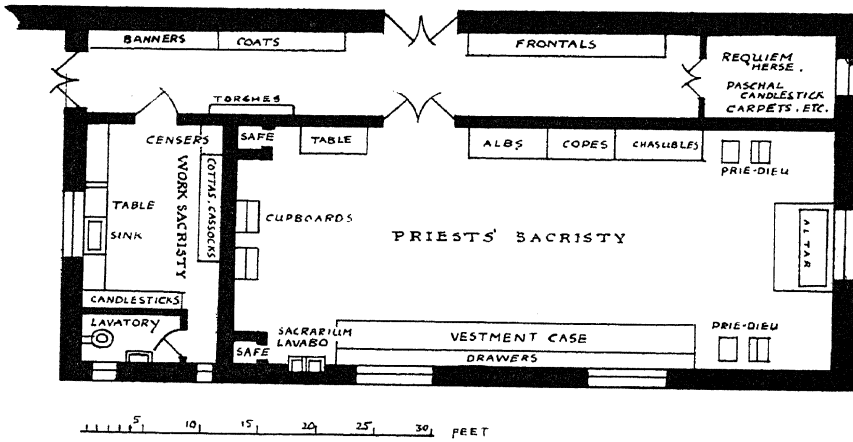 BANNERS
COATS
FRONTALS
REQUIEM
HERSE.
PASCHAL
CANDLESTICK
CARPETS. ETC.
TORCHES
CENSERS
SAFE
TABLE
ALBS
COPES
CHASUBLES
PRIE-DIEU
COTTAS, CASSOCKS
WORK SACRISTY
TABLE
SINK
CUPBOARDS
PRIESTS' SACRISTY
ALTAR
CANDLESTICKS
LAVATORY
SAFE
SACRARIUM
LAVABO
VESTMENT CASE
DRAWERS
PRIE-DIEU
5 10 15 20 25 30 FEET